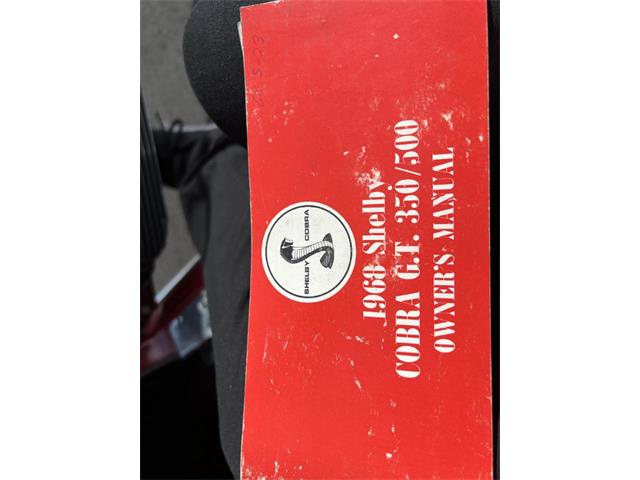 SHELBY COBRA
1968 Shelby
COBRA G.T. 350/500
OWNER'S MANUAL